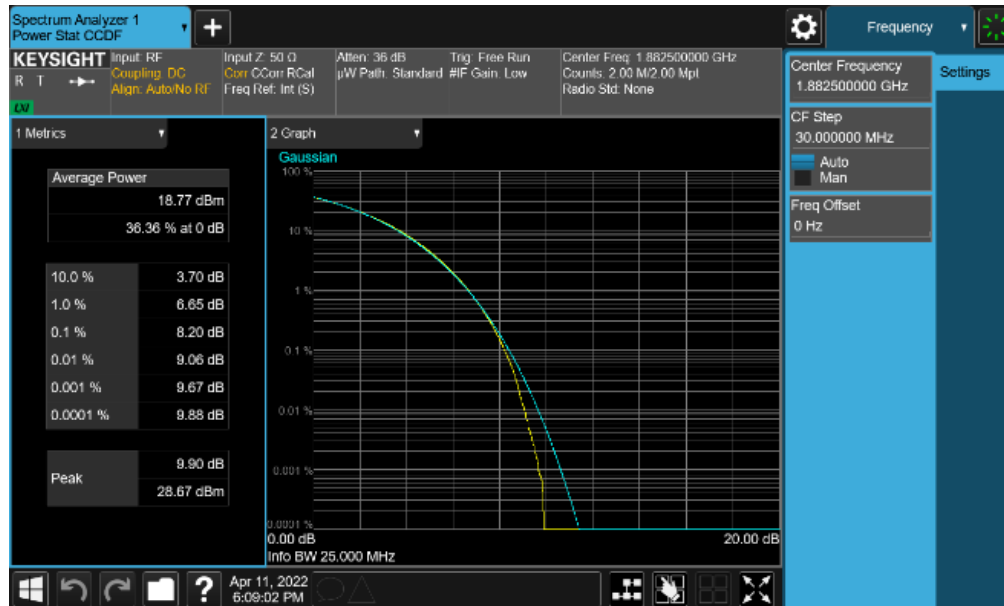 Spectrum Analyzer 1
Power Stat CCDF
+
Frequency
KEYSIGHT
R T
LXI
Input: RF
Coupling: DC
Align: Auto/No RF
Input Z: 50 Ω
Corr CCorr RCal
Freq Ref: Int (S)
Atten: 36 dB
µW Path: Standard
Trig: Free Run
#IF Gain: Low
Center Freq: 1.882500000 GHz
Counts: 2.00 M/2.00 Mpt
Radio Std: None
Center Frequency
1.882500000 GHz
Settings
CF Step
30.000000 MHz
Auto
Man
Freq Offset
0 Hz
1 Metrics
Average Power
18.77 dBm
36.36 % at 0 dB
10.0 % 3.70 dB
1.0 % 6.65 dB
0.1 % 8.20 dB
0.01 % 9.06 dB
0.001 % 9.67 dB
0.0001 % 9.88 dB
Peak
9.90 dB
28.67 dBm
2 Graph
Gaussian
100 %
10 %
1 %
0.1 %
0.01 %
0.001 %
0.0001 %
0.00 dB 20.00 dB
Info BW 25.000 MHz
?
Apr 11, 2022
6:09:02 PM